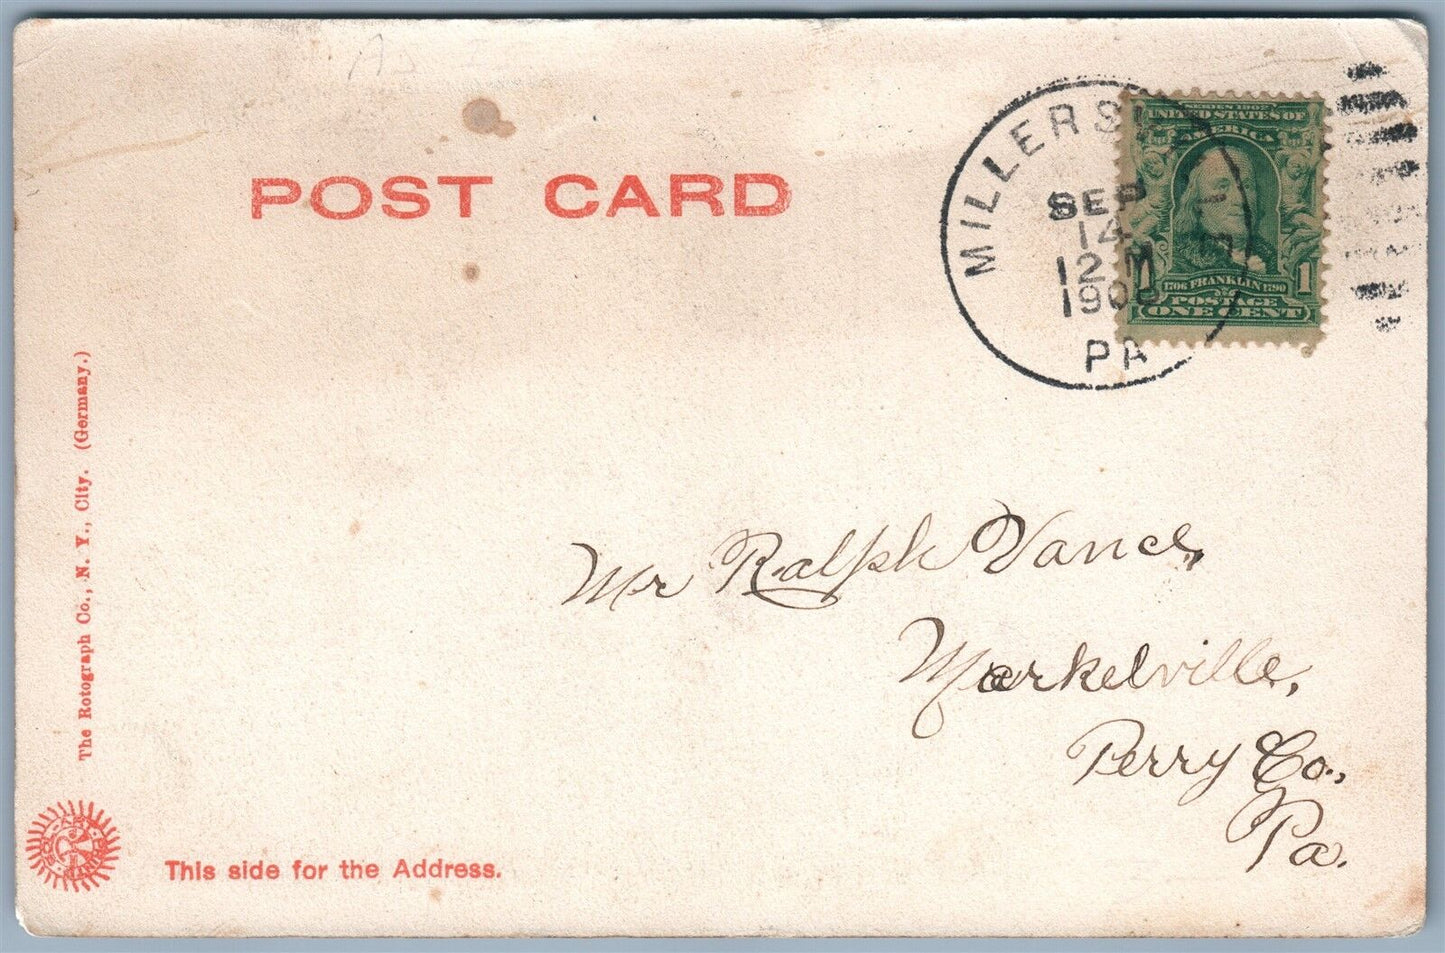 POST CARD
MILLERS
SEP
14
12 M
190
PA
SERIES 1902
UNITED STATES OF
AMERICA
1 1
1706 FRANKLIN 1790
POSTAGE
ONE CENT
The Rotograph Co., N. Y., City. (Germany.)
Mr Ralph Vance,
Markelville,
Perry Co.,
Pa.
This side for the Address.